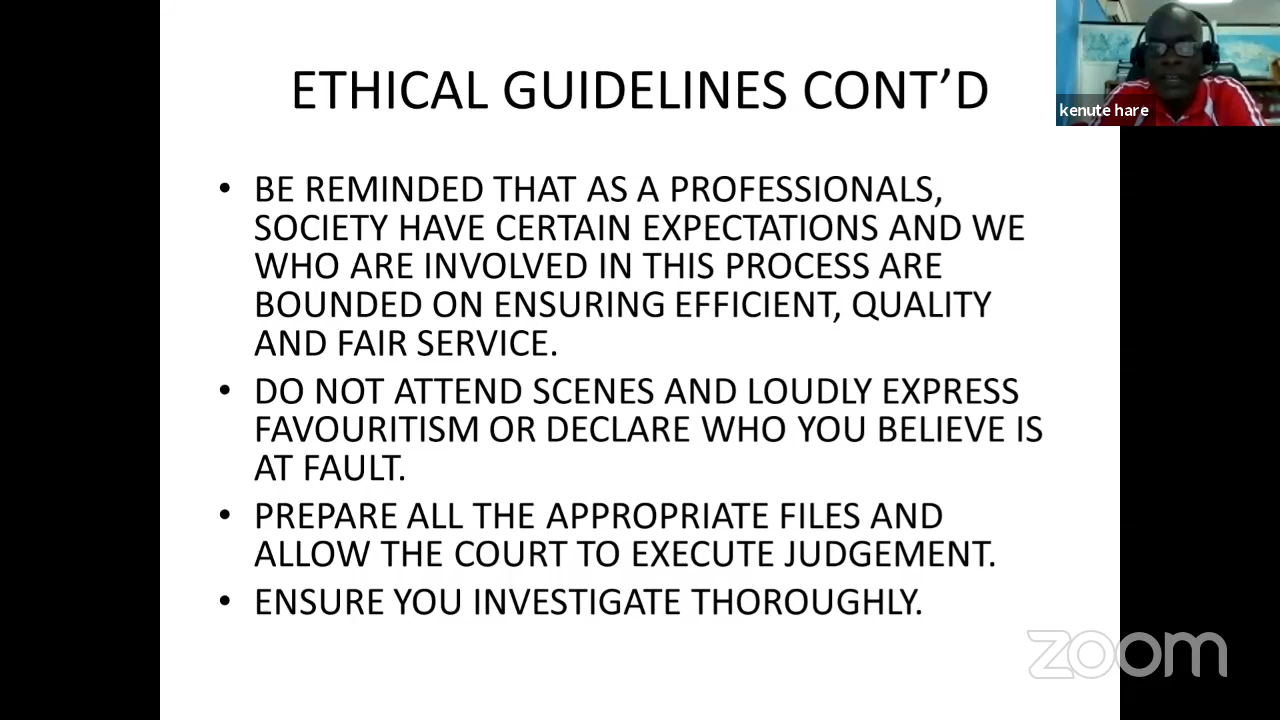 ETHICAL GUIDELINES CONT’D
kenute hare
• BE REMINDED THAT AS A PROFESSIONALS,
SOCIETY HAVE CERTAIN EXPECTATIONS AND WE
WHO ARE INVOLVED IN THIS PROCESS ARE
BOUNDED ON ENSURING EFFICIENT, QUALITY
AND FAIR SERVICE.
• DO NOT ATTEND SCENES AND LOUDLY EXPRESS
FAVOURITISM OR DECLARE WHO YOU BELIEVE IS
AT FAULT.
• PREPARE ALL THE APPROPRIATE FILES AND
ALLOW THE COURT TO EXECUTE JUDGEMENT.
• ENSURE YOU INVESTIGATE THOROUGHLY.
zoom